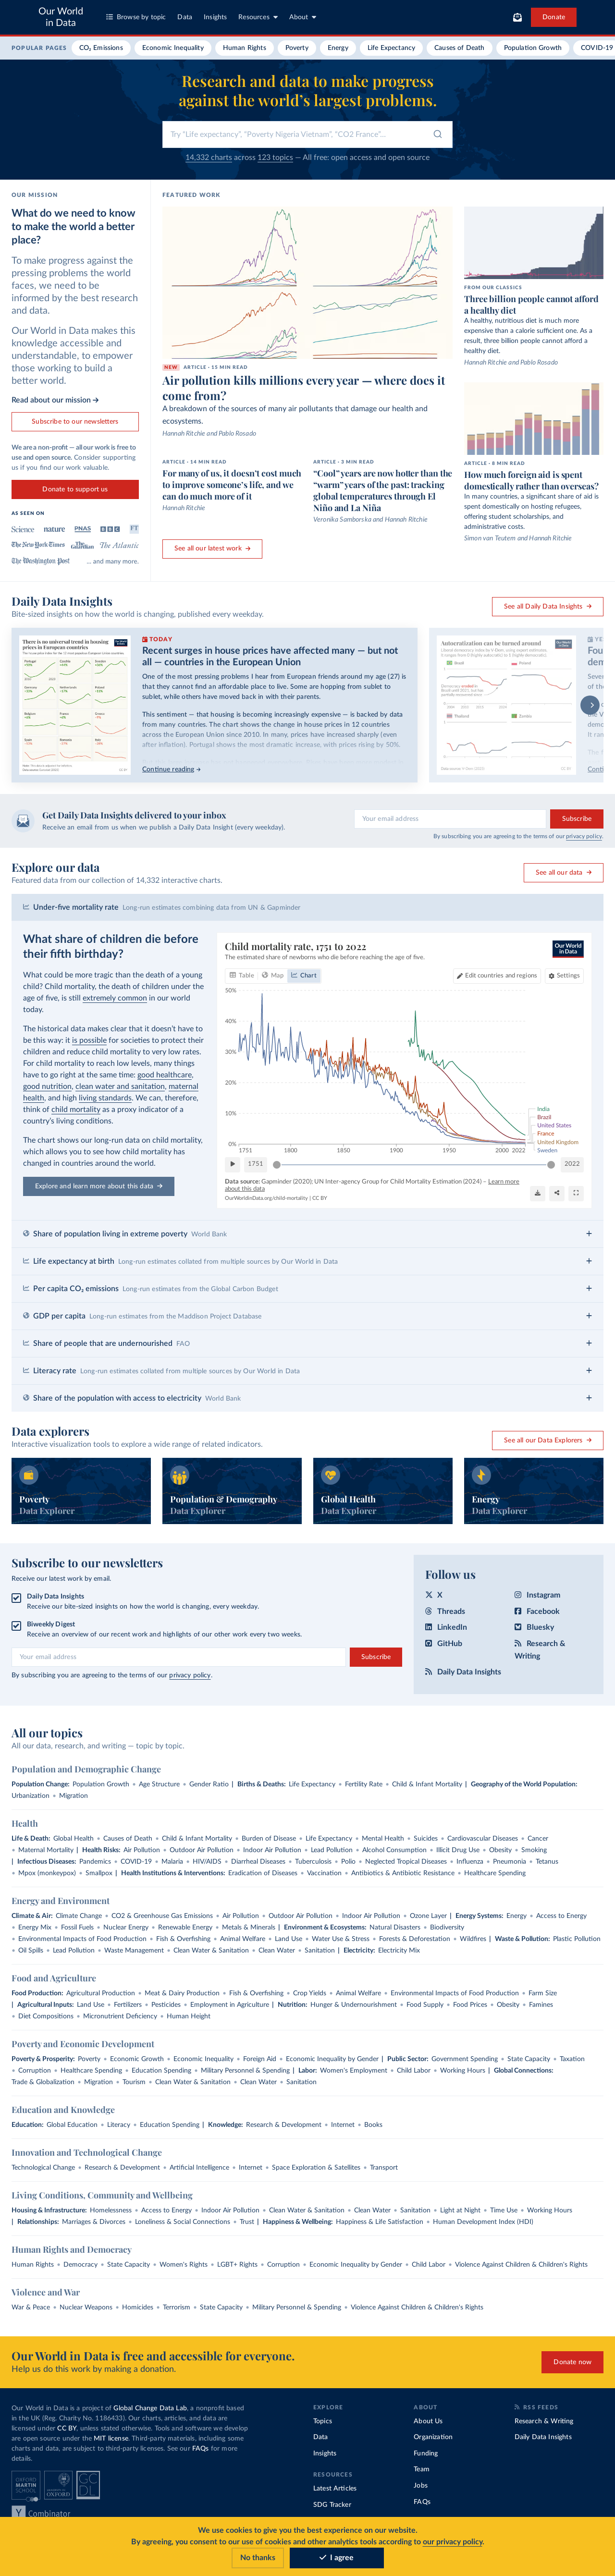 Our World
in Data
Browse by topic
Data
Insights
Resources
About
Donate
POPULAR PAGES
CO₂ Emissions
Economic Inequality
Human Rights
Poverty
Energy
Life Expectancy
Causes of Death
Population Growth
COVID-19
Research and data to make progress
against the world's largest problems.
Try "Life expectancy", "Poverty Nigeria Vietnam", "CO2 France"...
14,332 charts across 123 topics — All free: open access and open source
OUR MISSION
What do we need to know
to make the world a better
place?
To make progress against the
pressing problems the world
faces, we need to be
informed by the best research
and data.
Our World in Data makes this
knowledge accessible and
understandable, to empower
those working to build a
better world.
Read about our mission →
Subscribe to our newsletters
We are a non-profit — all our work is free to
use and open source. Consider supporting
us if you find our work valuable.
Donate to support us
AS SEEN ON
Science
nature
PNAS
BBC
FT
The New York Times
The Guardian
The Atlantic
The Washington Post
... and many more.
FEATURED WORK
NEW ARTICLE · 15 MIN READ
Air pollution kills millions every year — where does it
come from?
A breakdown of the sources of many air pollutants that damage our health and
ecosystems.
Hannah Ritchie and Pablo Rosado
ARTICLE · 14 MIN READ
For many of us, it doesn't cost much
to improve someone's life, and we
can do much more of it
Hannah Ritchie
ARTICLE · 3 MIN READ
"Cool" years are now hotter than the
"warm" years of the past: tracking
global temperatures through El
Niño and La Niña
Veronika Samborska and Hannah Ritchie
See all our latest work →
FROM OUR CLASSICS
Three billion people cannot afford
a healthy diet
A healthy, nutritious diet is much more
expensive than a calorie sufficient one. As a
result, three billion people cannot afford a
healthy diet.
Hannah Ritchie and Pablo Rosado
ARTICLE · 8 MIN READ
How much foreign aid is spent
domestically rather than overseas?
In many countries, a significant share of aid is
spent domestically on hosting refugees,
offering student scholarships, and
administrative costs.
Simon van Teutem and Hannah Ritchie
Daily Data Insights
Bite-sized insights on how the world is changing, published every weekday.
See all Daily Data Insights →
There is no universal trend in housing
prices in European countries
TODAY
Recent surges in house prices have affected many — but not
all — countries in the European Union
One of the most pressing problems I hear from European friends around my age (27) is
that they cannot find an affordable place to live. Some are hopping from sublet to
sublet, while others have moved back in with their parents.
This sentiment — that housing is becoming increasingly expensive — is backed by data
from many countries. The chart shows the change in house prices in 12 countries
across the European Union since 2010. In many, prices have increased sharply (even
after inflation). Portugal shows the most dramatic increase, with prices rising by 50%.
Continue reading →
Autocratization can be turned around
Get Daily Data Insights delivered to your inbox
Receive an email from us when we publish a Daily Data Insight (every weekday).
Your email address
Subscribe
By subscribing you are agreeing to the terms of our privacy policy.
Explore our data
Featured data from our collection of 14,332 interactive charts.
See all our data →
Under-five mortality rate Long-run estimates combining data from UN & Gapminder
What share of children die before
their fifth birthday?
What could be more tragic than the death of a young
child? Child mortality, the death of children under the
age of five, is still extremely common in our world
today.
The historical data makes clear that it doesn't have to
be this way: it is possible for societies to protect their
children and reduce child mortality to very low rates.
For child mortality to reach low levels, many things
have to go right at the same time: good healthcare,
good nutrition, clean water and sanitation, maternal
health, and high living standards. We can, therefore,
think of child mortality as a proxy indicator of a
country's living conditions.
The chart shows our long-run data on child mortality,
which allows you to see how child mortality has
changed in countries around the world.
Explore and learn more about this data →
Child mortality rate, 1751 to 2022
The estimated share of newborns who die before reaching the age of five.
Our World
in Data
Table
Map
Chart
Edit countries and regions
Settings
50%
40%
30%
20%
10%
0%
1751
1800
1850
1900
1950
2000
2022
India
Brazil
United States
France
United Kingdom
Sweden
1751
2022
Data source: Gapminder (2020); UN Inter-agency Group for Child Mortality Estimation (2024) – Learn more
about this data
OurWorldinData.org/child-mortality | CC BY
Share of population living in extreme poverty World Bank
Life expectancy at birth Long-run estimates collated from multiple sources by Our World in Data
Per capita CO₂ emissions Long-run estimates from the Global Carbon Budget
GDP per capita Long-run estimates from the Maddison Project Database
Share of people that are undernourished FAO
Literacy rate Long-run estimates collated from multiple sources by Our World in Data
Share of the population with access to electricity World Bank
Data explorers
Interactive visualization tools to explore a wide range of related indicators.
See all our Data Explorers →
Poverty
Data Explorer
Population & Demography
Data Explorer
Global Health
Data Explorer
Energy
Data Explorer
Subscribe to our newsletters
Receive our latest work by email.
Daily Data Insights
Receive our bite-sized insights on how the world is changing, every weekday.
Biweekly Digest
Receive an overview of our recent work and highlights of our other work every two weeks.
Your email address
Subscribe
By subscribing you are agreeing to the terms of our privacy policy.
Follow us
X
Instagram
Threads
Facebook
LinkedIn
Bluesky
GitHub
Research &
Writing
Daily Data Insights
All our topics
All our data, research, and writing — topic by topic.
Population and Demographic Change
Population Change: Population Growth • Age Structure • Gender Ratio | Births & Deaths: Life Expectancy • Fertility Rate • Child & Infant Mortality | Geography of the World Population:
Urbanization • Migration
Health
Life & Death: Global Health • Causes of Death • Child & Infant Mortality • Burden of Disease • Life Expectancy • Mental Health • Suicides • Cardiovascular Diseases • Cancer
• Maternal Mortality | Health Risks: Air Pollution • Outdoor Air Pollution • Indoor Air Pollution • Lead Pollution • Alcohol Consumption • Illicit Drug Use • Obesity • Smoking
| Infectious Diseases: Pandemics • COVID-19 • Malaria • HIV/AIDS • Diarrheal Diseases • Tuberculosis • Polio • Neglected Tropical Diseases • Influenza • Pneumonia • Tetanus
• Mpox (monkeypox) • Smallpox | Health Institutions & Interventions: Eradication of Diseases • Vaccination • Antibiotics & Antibiotic Resistance • Healthcare Spending
Energy and Environment
Climate & Air: Climate Change • CO2 & Greenhouse Gas Emissions • Air Pollution • Outdoor Air Pollution • Indoor Air Pollution • Ozone Layer | Energy Systems: Energy • Access to Energy
• Energy Mix • Fossil Fuels • Nuclear Energy • Renewable Energy • Metals & Minerals | Environment & Ecosystems: Natural Disasters • Biodiversity
• Environmental Impacts of Food Production • Fish & Overfishing • Animal Welfare • Land Use • Water Use & Stress • Forests & Deforestation • Wildfires | Waste & Pollution: Plastic Pollution
• Oil Spills • Lead Pollution • Waste Management • Clean Water & Sanitation • Clean Water • Sanitation | Electricity: Electricity Mix
Food and Agriculture
Food Production: Agricultural Production • Meat & Dairy Production • Fish & Overfishing • Crop Yields • Animal Welfare • Environmental Impacts of Food Production • Farm Size
| Agricultural Inputs: Land Use • Fertilizers • Pesticides • Employment in Agriculture | Nutrition: Hunger & Undernourishment • Food Supply • Food Prices • Obesity • Famines
• Diet Compositions • Micronutrient Deficiency • Human Height
Poverty and Economic Development
Poverty & Prosperity: Poverty • Economic Growth • Economic Inequality • Foreign Aid • Economic Inequality by Gender | Public Sector: Government Spending • State Capacity • Taxation
• Corruption • Healthcare Spending • Education Spending • Military Personnel & Spending | Labor: Women's Employment • Child Labor • Working Hours | Global Connections:
Trade & Globalization • Migration • Tourism • Clean Water & Sanitation • Clean Water • Sanitation
Education and Knowledge
Education: Global Education • Literacy • Education Spending | Knowledge: Research & Development • Internet • Books
Innovation and Technological Change
Technological Change • Research & Development • Artificial Intelligence • Internet • Space Exploration & Satellites • Transport
Living Conditions, Community and Wellbeing
Housing & Infrastructure: Homelessness • Access to Energy • Indoor Air Pollution • Clean Water & Sanitation • Clean Water • Sanitation • Light at Night • Time Use • Working Hours
| Relationships: Marriages & Divorces • Loneliness & Social Connections • Trust | Happiness & Wellbeing: Happiness & Life Satisfaction • Human Development Index (HDI)
Human Rights and Democracy
Human Rights • Democracy • State Capacity • Women's Rights • LGBT+ Rights • Corruption • Economic Inequality by Gender • Child Labor • Violence Against Children & Children's Rights
Violence and War
War & Peace • Nuclear Weapons • Homicides • Terrorism • State Capacity • Military Personnel & Spending • Violence Against Children & Children's Rights
Our World in Data is free and accessible for everyone.
Help us do this work by making a donation.
Donate now
Our World in Data is a project of Global Change Data Lab, a nonprofit based
in the UK (Reg. Charity No. 1186433). Our charts, articles, and data are
licensed under CC BY, unless stated otherwise. Tools and software we develop
are open source under the MIT license. Third-party materials, including some
charts and data, are subject to third-party licenses. See our FAQs for more
details.
OXFORD
MARTIN
SCHOOL
UNIVERSITY OF
OXFORD
GC
DL
Y Combinator
EXPLORE
Topics
Data
Insights
RESOURCES
Latest Articles
SDG Tracker
ABOUT
About Us
Organization
Funding
Team
Jobs
FAQs
RSS FEEDS
Research & Writing
Daily Data Insights
We use cookies to give you the best experience on our website.
By agreeing, you consent to our use of cookies and other analytics tools according to our privacy policy.
No thanks
I agree